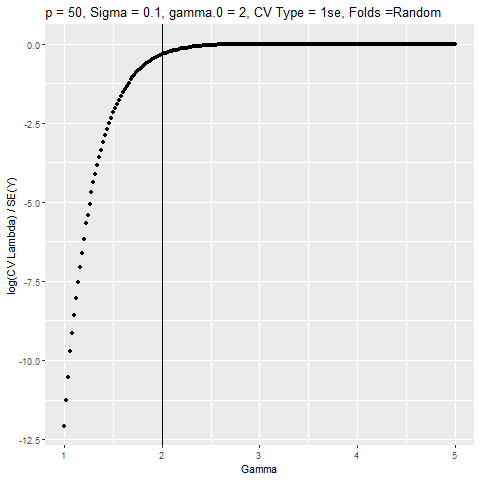 p = 50, Sigma = 0.1, gamma.0 = 2, CV Type = 1se, Folds =Random
log(CV Lambda) / SE(Y)
0.0
-2.5
-5.0
-7.5
-10.0
-12.5
1 2 3 4 5
Gamma